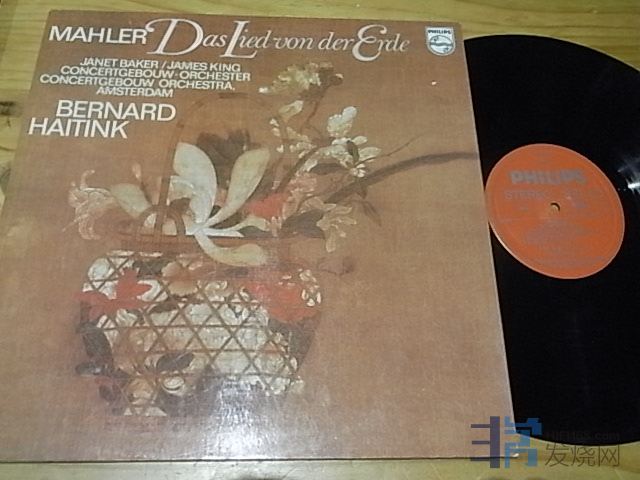 MAHLER Das Lied von der Erde
PHILIPS
JANET BAKER / JAMES KING
CONCERTGEBOUW-ORCHESTER
CONCERTGEBOUW ORCHESTRA,
AMSTERDAM
BERNARD
HAITINK
PHILIPS
STEREO
发烧网